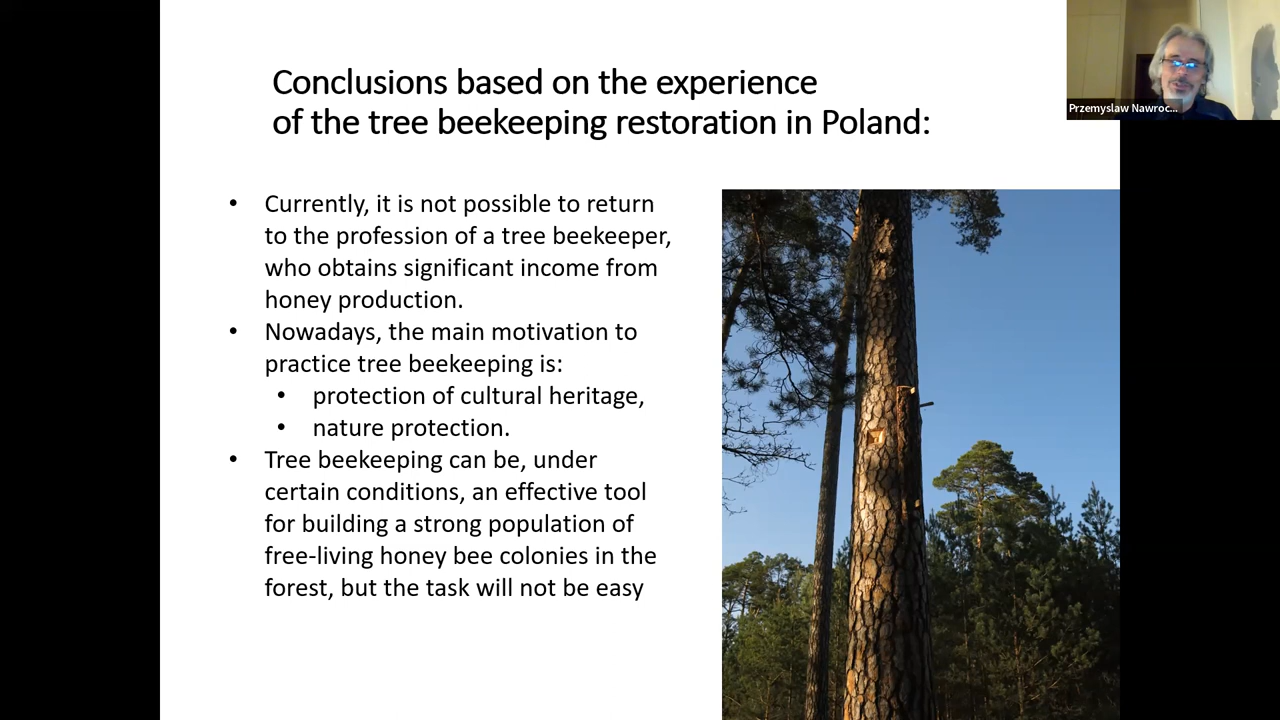 Conclusions based on the experience
of the tree beekeeping restoration in Poland:
Przemyslaw Nawroc...
• Currently, it is not possible to return
to the profession of a tree beekeeper,
who obtains significant income from
honey production.
• Nowadays, the main motivation to
practice tree beekeeping is:
• protection of cultural heritage,
• nature protection.
• Tree beekeeping can be, under
certain conditions, an effective tool
for building a strong population of
free-living honey bee colonies in the
forest, but the task will not be easy